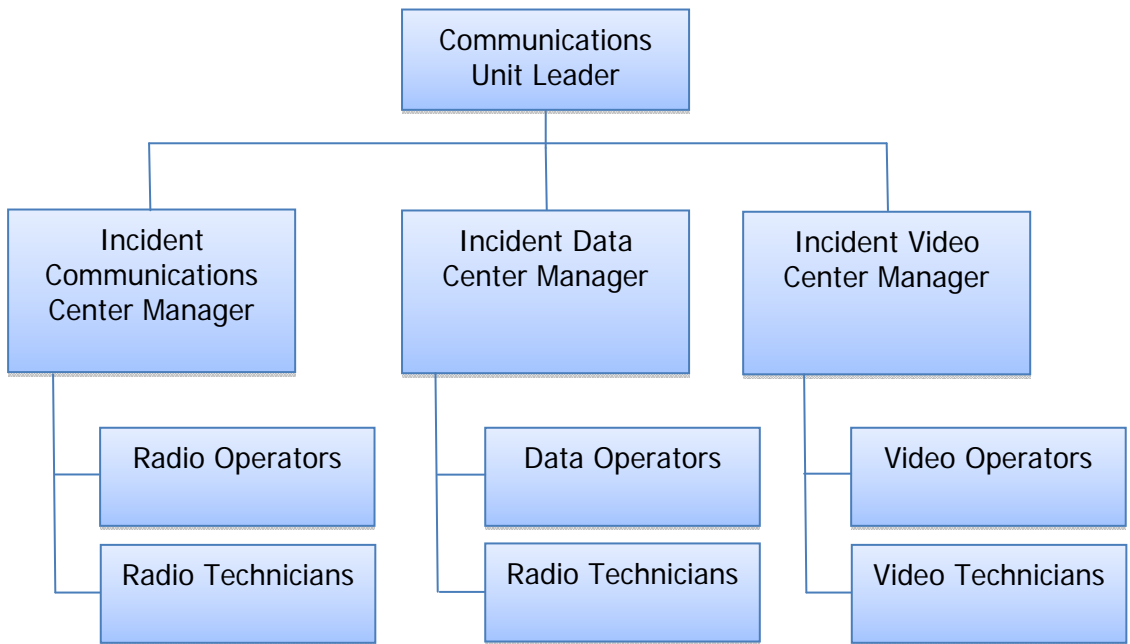 Communications
Unit Leader
Incident
Communications
Center Manager
Incident Data
Center Manager
Incident Video
Center Manager
Radio Operators
Data Operators
Video Operators
Radio Technicians
Radio Technicians
Video Technicians